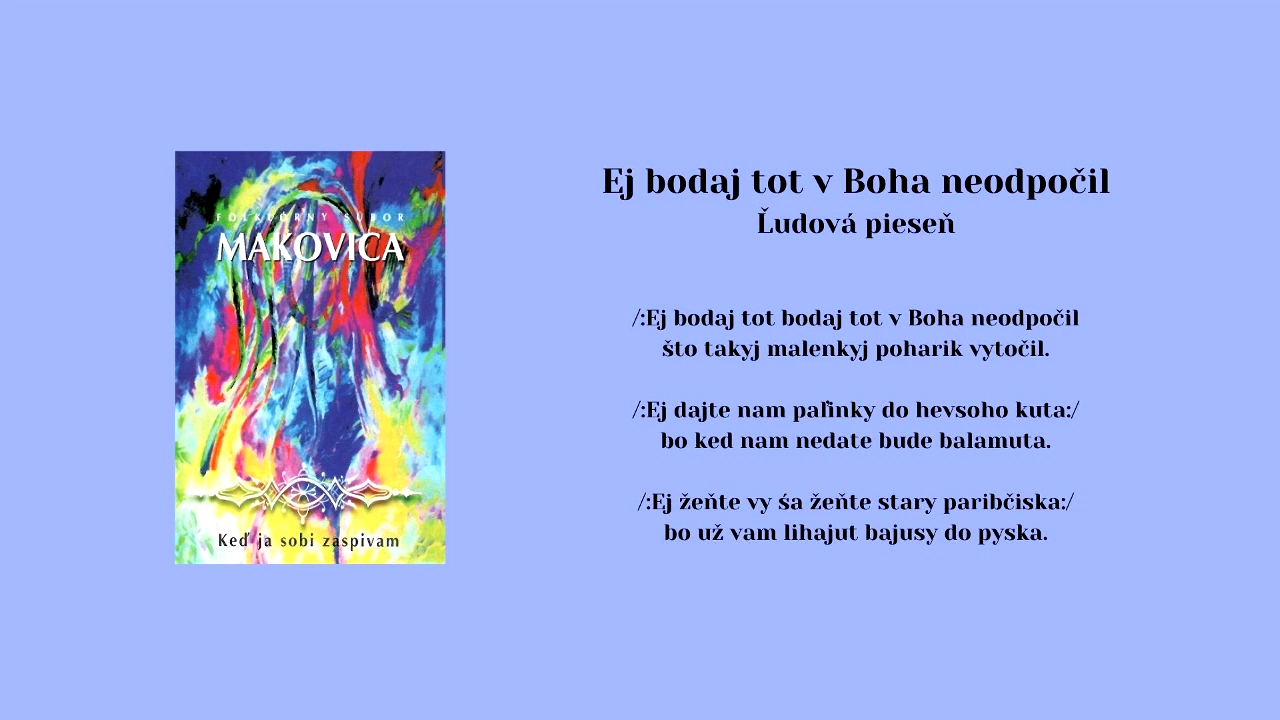 FOLKLÓRNY SÚBOR
MAKOVICA
Keď ja sobi zaspivam
Ej bodaj tot v Boha neodpočil
Ľudová pieseň
/:Ej bodaj tot bodaj tot v Boha neodpočil
što takyj malenkyj poharik vytočil.
/:Ej dajte nam paľinky do hevsoho kuta:/
bo ked nam nedate bude balamuta.
/:Ej žeňte vy śa žeňte stary paribčiska:/
bo už vam lihajut bajusy do pyska.